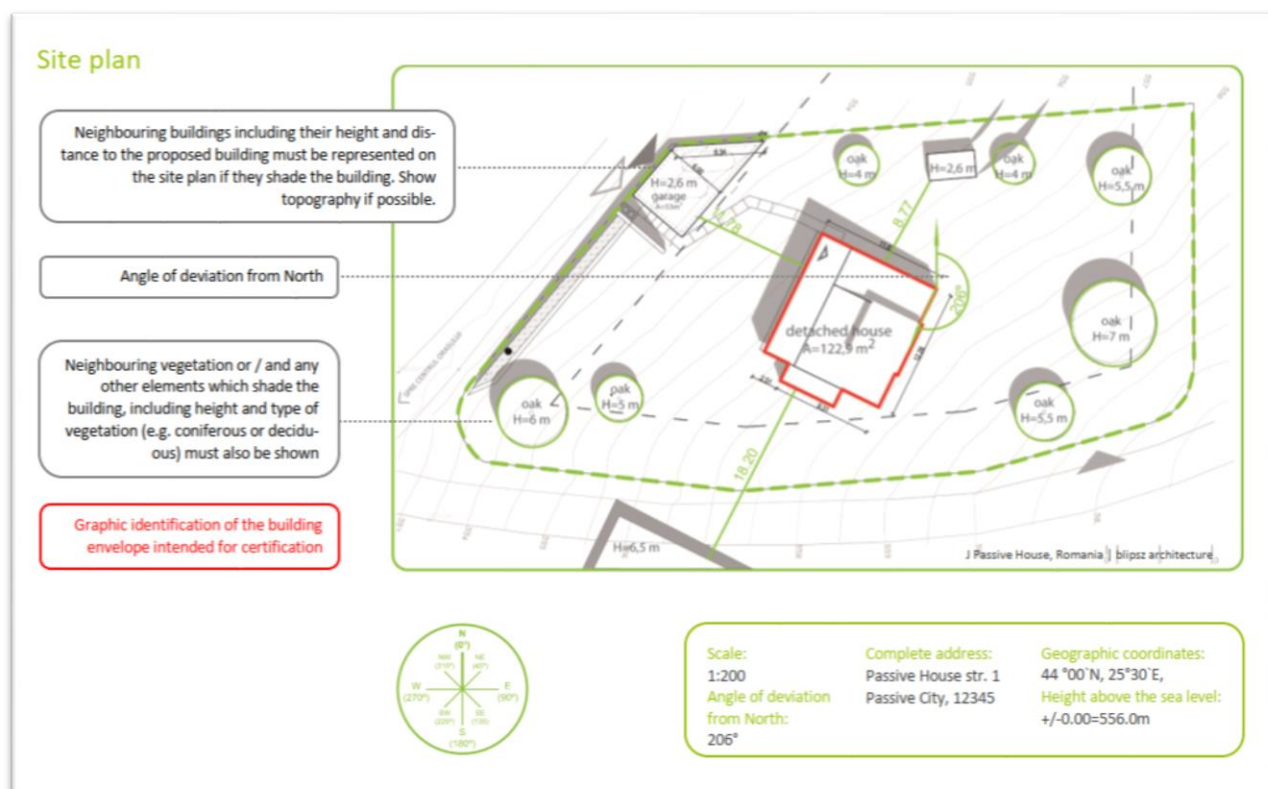 Site plan
Neighbouring buildings including their height and dis-
tance to the proposed building must be represented on
the site plan if they shade the building. Show
topography if possible.
Angle of deviation from North
Neighbouring vegetation or / and any
other elements which shade the
building, including height and type of
vegetation (e.g. coniferous or decidu-
ous) must also be shown
Graphic identification of the building
envelope intended for certification
H=2,6 m
garage
4.78
oak
H=4 m
H=2,6 m
oak
H=4 m
oak
H=5,5 m
8.77
206°
detached house
A=122,9 m2
oak
H=7 m
oak
H=6 m
oak
H=5 m
oak
H=5,5 m
18.20
H=6,5 m
SPRE CENTRUL ORASULUI
J Passive House, Romania | blipsz architecture
N
(0°)
NW
(315°)
NE
W
(270°)
E
(90°)
SW
(225°)
SE
S
(180°)
Scale:
1:200
Angle of deviation
from North:
206°
Complete address:
Passive House str. 1
Passive City, 12345
Geographic coordinates:
44 °00`N, 25°30`E,
Height above the sea level:
+/-0.00=556.0m